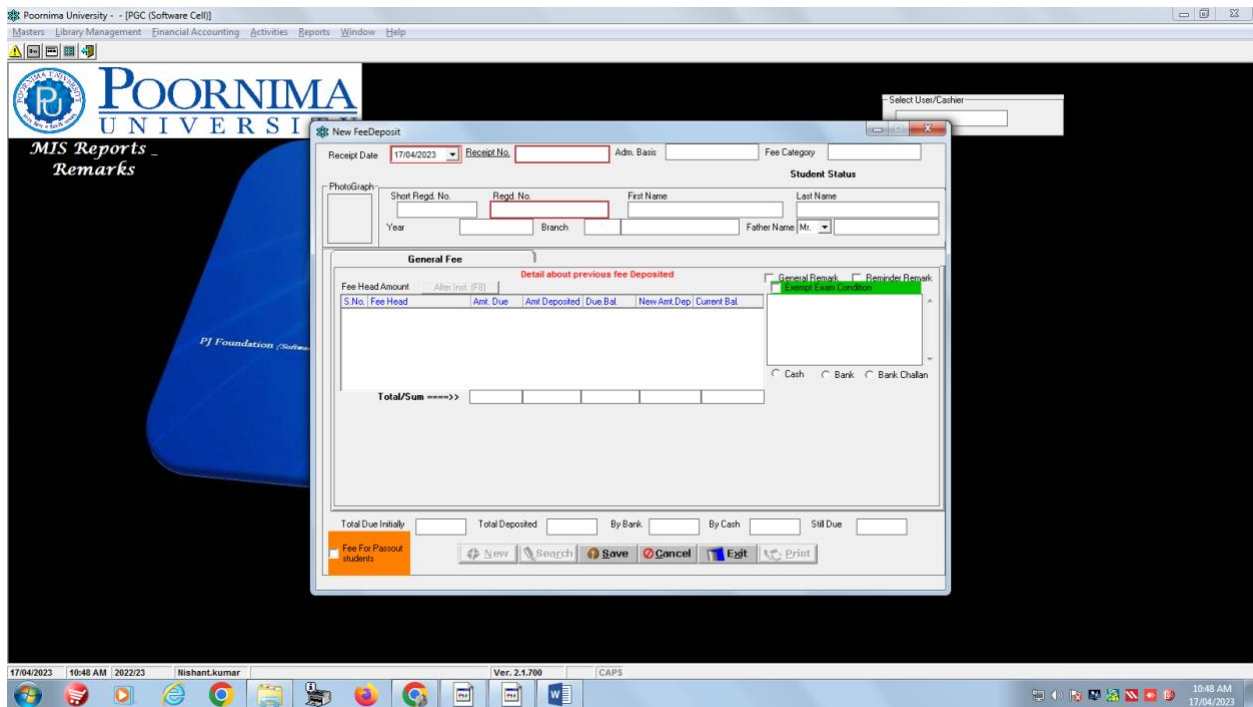 Poornima University - - [PGC (Software Cell)]
Masters Library Management Financial Accounting Activities Reports Window Help
POORNIMA
UNIVERSI
MIS Reports _
Remarks
PJ Foundation
Select User/Cashier
New FeeDeposit
Receipt Date 17/04/2023 Receipt No. Adm. Basis Fee Category
Student Status
PhotoGraph
Short Regd. No. Regd. No. First Name Last Name
Year Branch Father Name Mr.
General Fee
Detail about previous fee Deposited
General Remark Reminder Remark
Fee Head Amount Alter Inst. (F8) Exempt Exam Condition
S.No. Fee Head Amt. Due Amt Deposited Due.Bal. New Amt.Dep Current Bal.
Cash Bank Bank Challan
Total/Sum ====>>
Total Due Initially Total Deposited By Bank By Cash Still Due
Fee For Passout
students
New Search Save Cancel Exit Print
17/04/2023 10:48 AM 2022/23 Nishant.kumar Ver. 2.1.700 CAPS
10:48 AM
17/04/2023